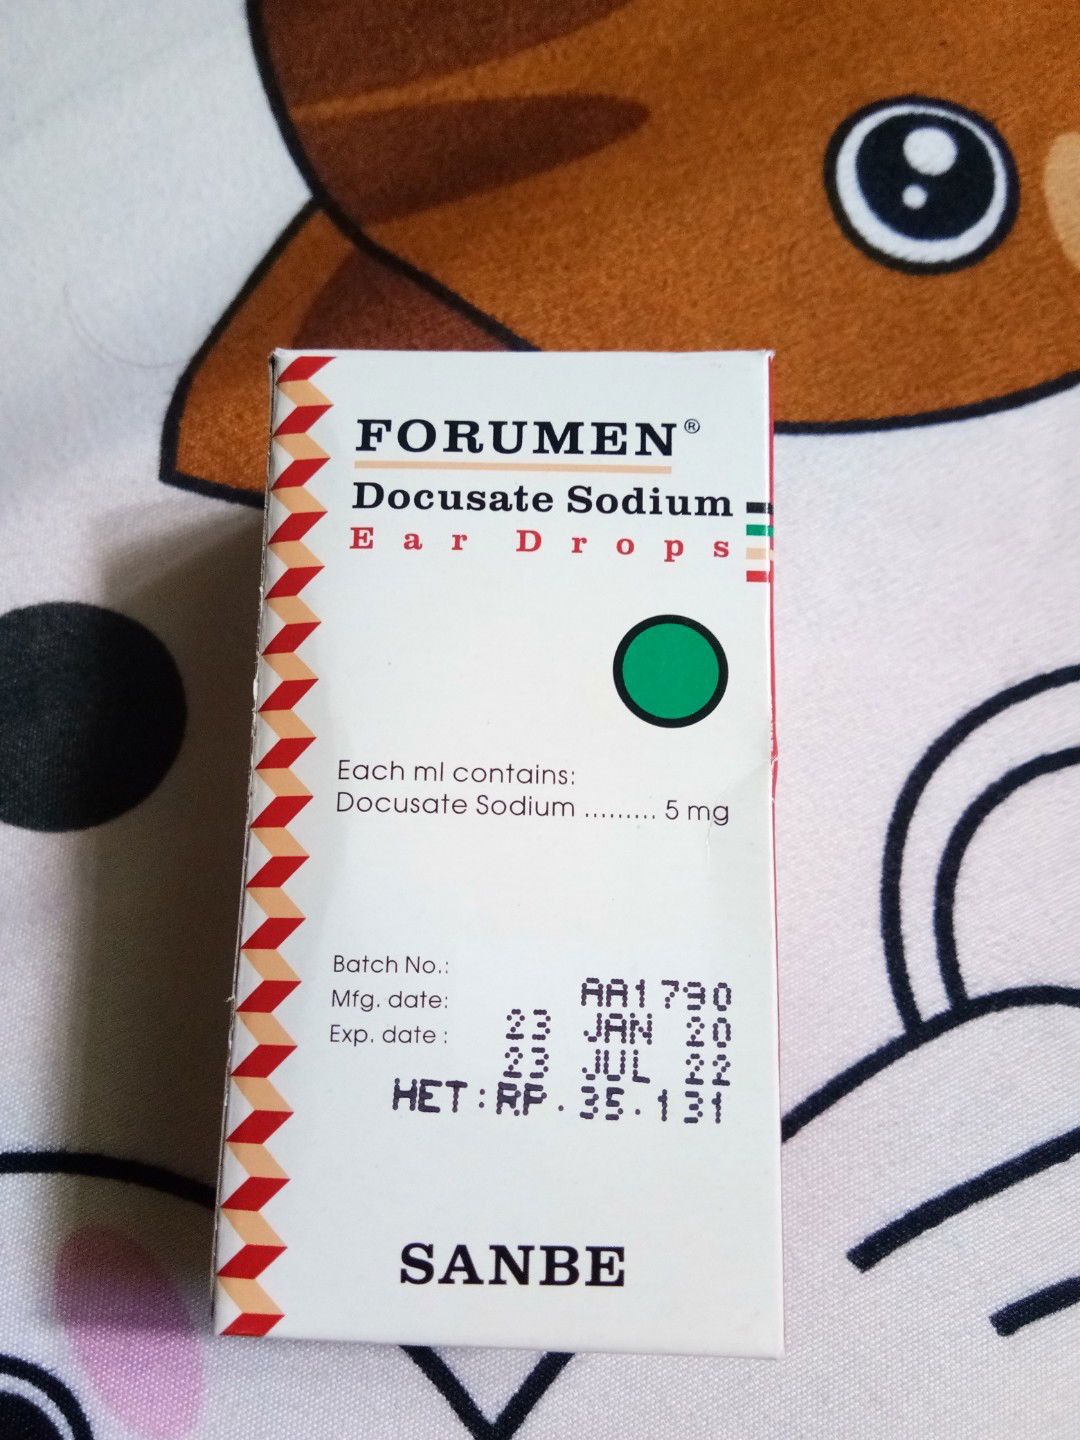 FORUMEN®
Docusate Sodium
Ear Drops
Each ml contains:
Docusate Sodium ......... 5 mg
Batch No.: AA1790
Mfg. date: 23 JAN 20
Exp. date : 23 JUL 22
HET:RP.35.131
SANBE